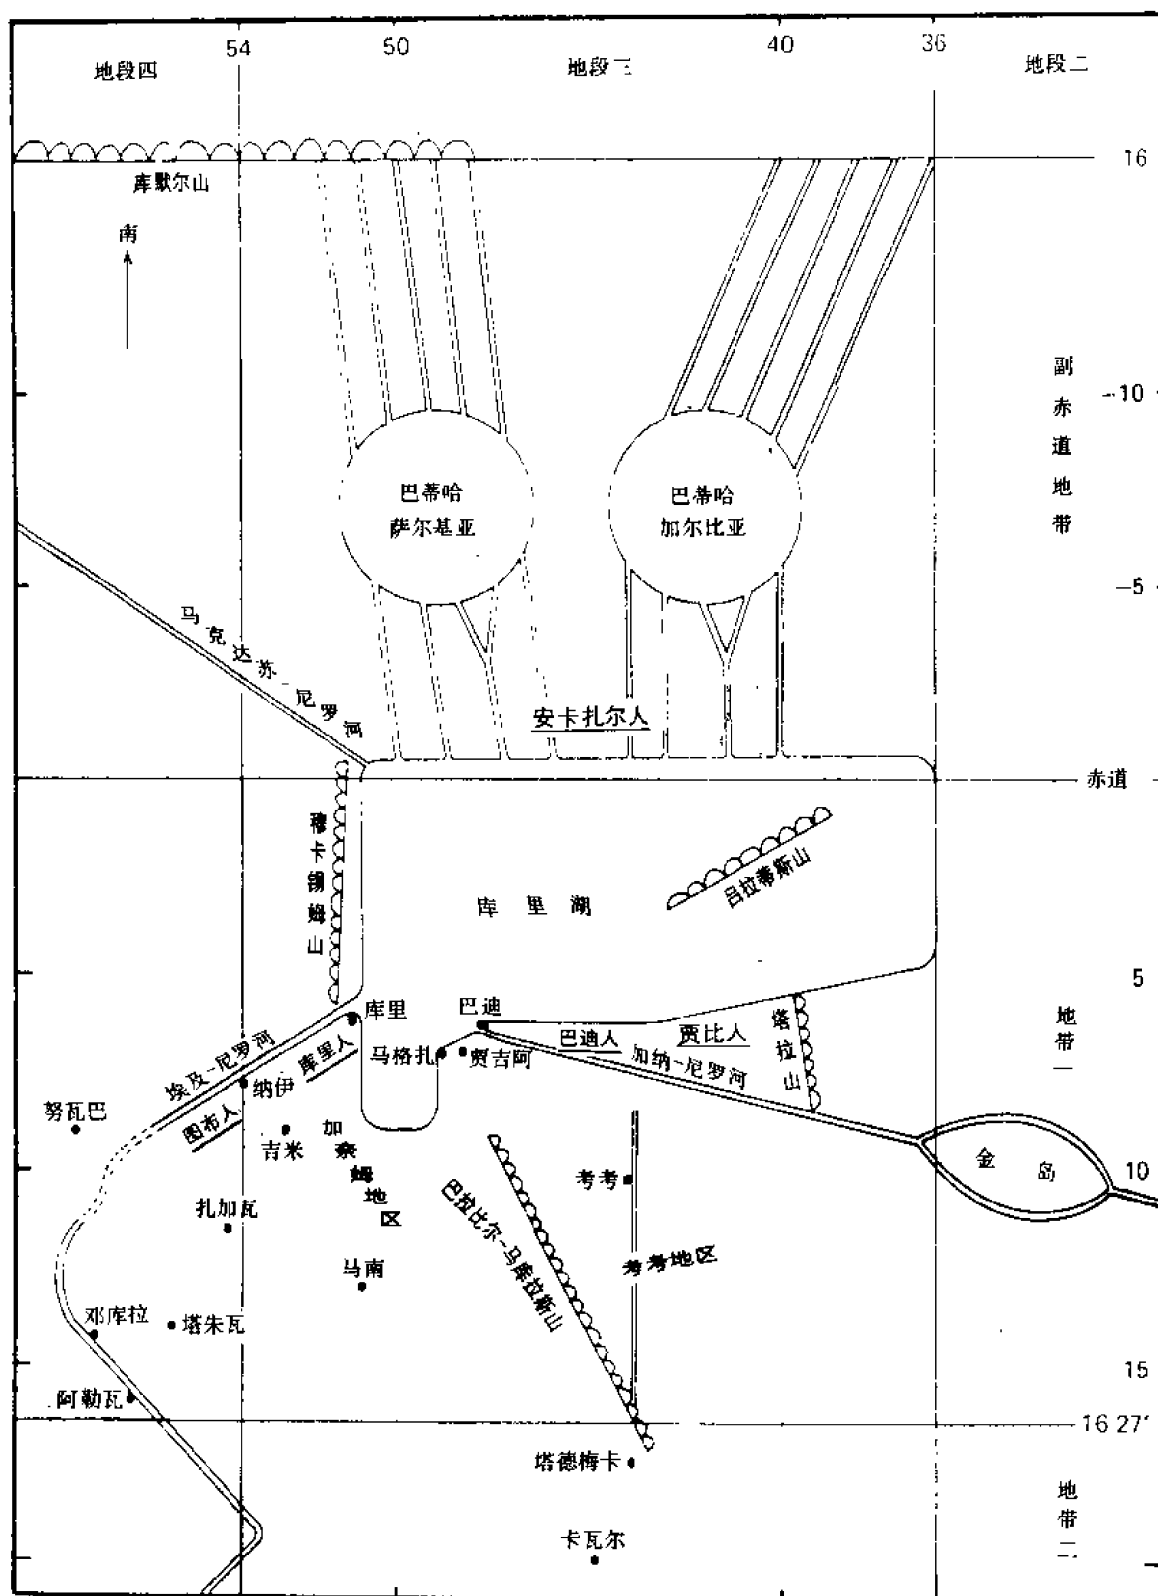 54
50
40
36
地段四
地段三
地段二
16
库默尔山
南
-10
副赤道地带
巴蒂哈
萨尔基亚
巴蒂哈
加尔比亚
-5
马克达苏-尼罗河
安卡扎尔人
赤道
穆卡锡姆山
吕拉蒂斯山
库里湖
5
库里
巴迪
地带一
埃及-尼罗河
库里人
马格扎
贾吉阿
巴迪人
贾比人
加纳-尼罗河
塔拉山
纳伊
努瓦巴
图布人
吉米
加奈姆地区
金岛
10
考考
扎加瓦
巴拉比尔-马库拉斯山
考考地区
马南
邓库拉
塔朱瓦
15
阿勒瓦
16 27'
塔德梅卡
地带二
卡瓦尔